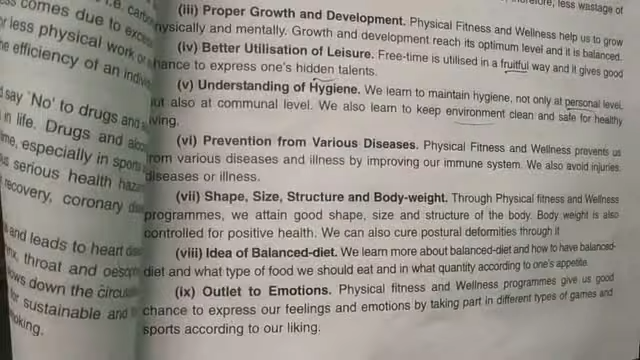 therefore, less wastage of
(iii) Proper Growth and Development. Physical Fitness and Wellness help us to grow
physically and mentally. Growth and development reach its optimum level and it is balanced.
(iv) Better Utilisation of Leisure. Free-time is utilised in a fruitful way and it gives good
chance to express one's hidden talents.
(v) Understanding of Hygiene. We learn to maintain hygiene, not only at personal level,
but also at communal level. We also learn to keep environment clean and safe for healthy
living.
(vi) Prevention from Various Diseases. Physical Fitness and Wellness prevents us
from various diseases and illness by improving our immune system. We also avoid injuries,
diseases or illness.
(vii) Shape, Size, Structure and Body-weight. Through Physical fitness and Wellness
programmes, we attain good shape, size and structure of the body. Body weight is also
controlled for positive health. We can also cure postural deformities through it
(viii) Idea of Balanced-diet. We learn more about balanced-diet and how to have balanced-
diet and what type of food we should eat and in what quantity according to one's appetite.
(ix) Outlet to Emotions. Physical fitness and Wellness programmes give us good
chance to express our feelings and emotions by taking part in different types of games and
sports according to our liking.
comes due to
less physical work or
efficiency of an
say 'No' to drugs and
in life. Drugs and
especially in sports
serious health
recovery, coronary
and leads to heart
throat and
down the
sustainable and